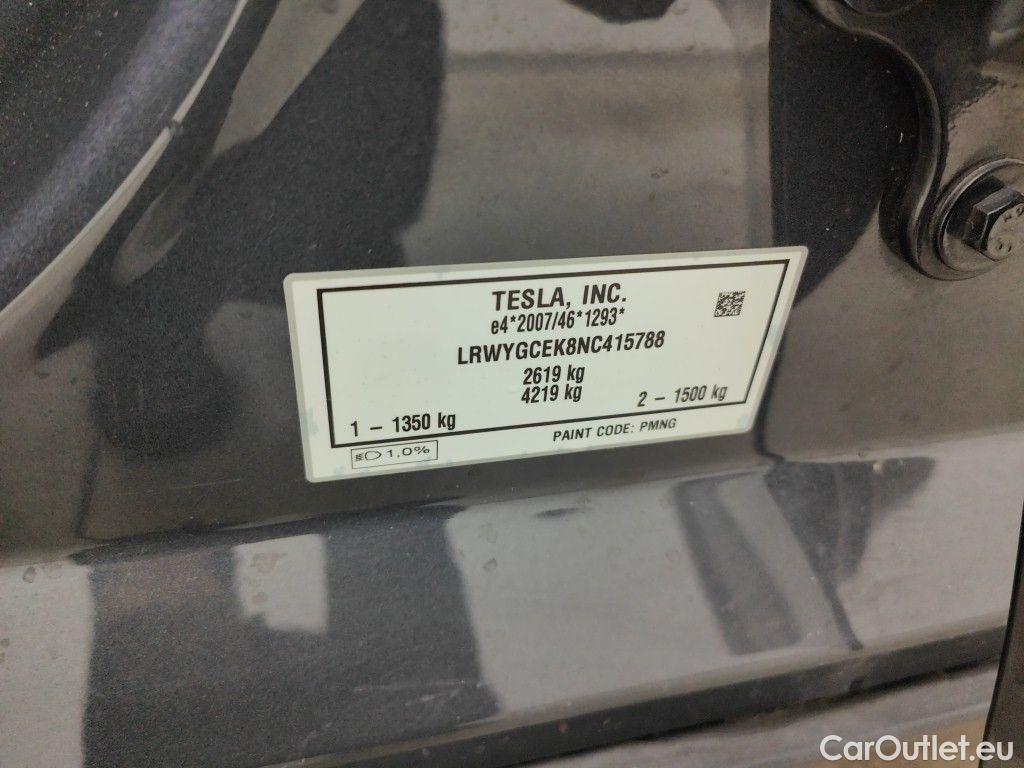 TESLA, INC.
e4*2007/46*1293*
LRWYGCEK8NC415788
2619 kg
4219 kg
1 – 1350 kg
2 – 1500 kg
1,0%
PAINT CODE: PMNG
CarOutlet.eu